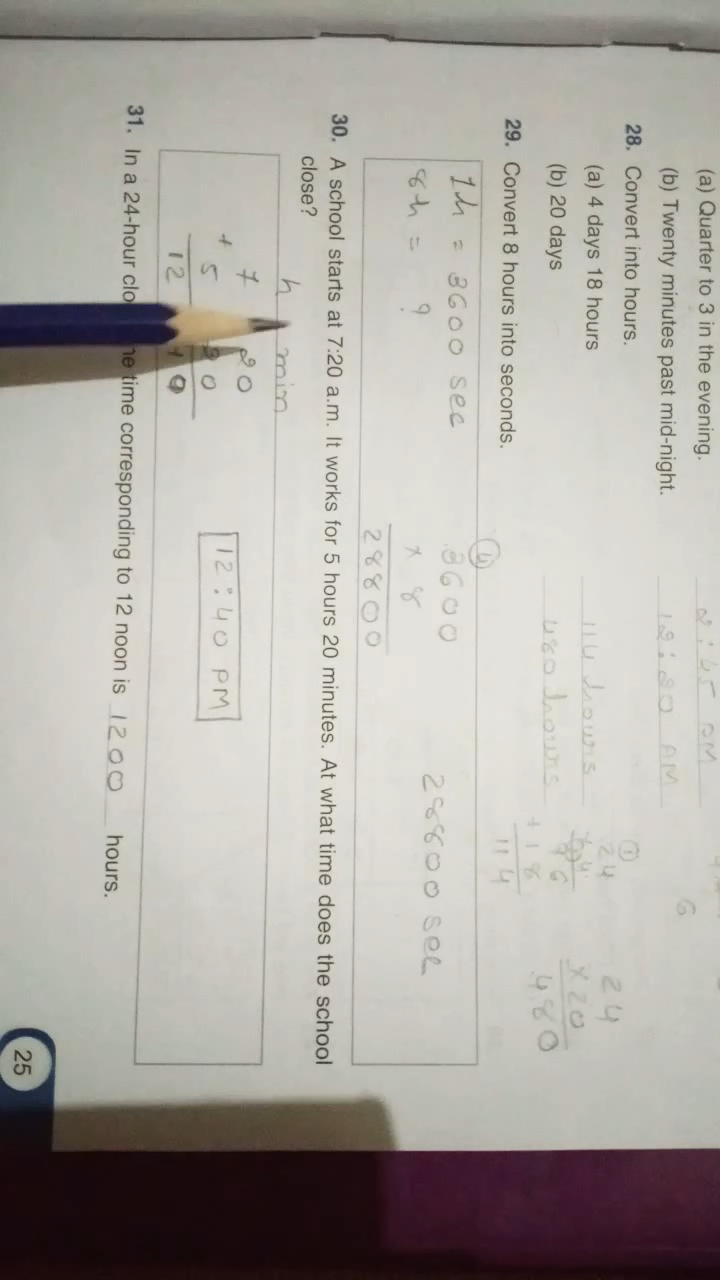 (a) Quarter to 3 in the evening. 2:45 PM
(b) Twenty minutes past mid-night. 12:20 AM
6
28. Convert into hours.
(a) 4 days 18 hours 114 hours
(b) 20 days 480 hours
24
96
+ 18
114
24
x 20
480
29. Convert 8 hours into seconds.
1h = 3600 sec
8h = ?
3600
x 8
28800
28800 sec
30. A school starts at 7:20 a.m. It works for 5 hours 20 minutes. At what time does the school
close?
h min
7 20
+ 5 20
12 40
12:40 PM
31. In a 24-hour time corresponding to 12 noon is 1200 hours.
25